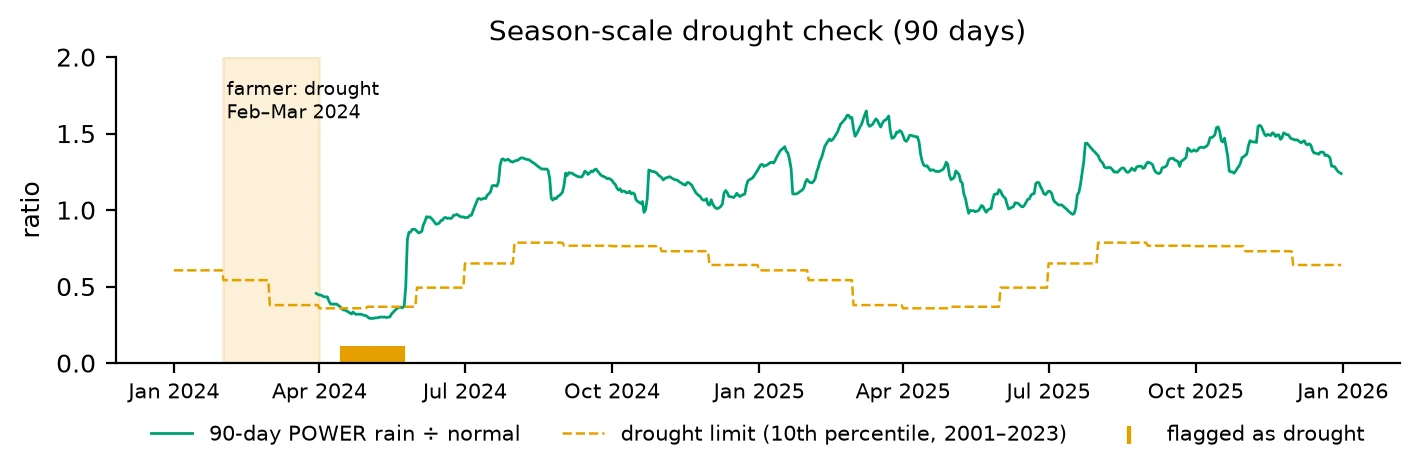 Season-scale drought check (90 days)
2.0
1.5
1.0
0.5
0.0
ratio
farmer: drought
Feb–Mar 2024
Jan 2024 Apr 2024 Jul 2024 Oct 2024 Jan 2025 Apr 2025 Jul 2025 Oct 2025 Jan 2026
90-day POWER rain ÷ normal drought limit (10th percentile, 2001–2023) flagged as drought